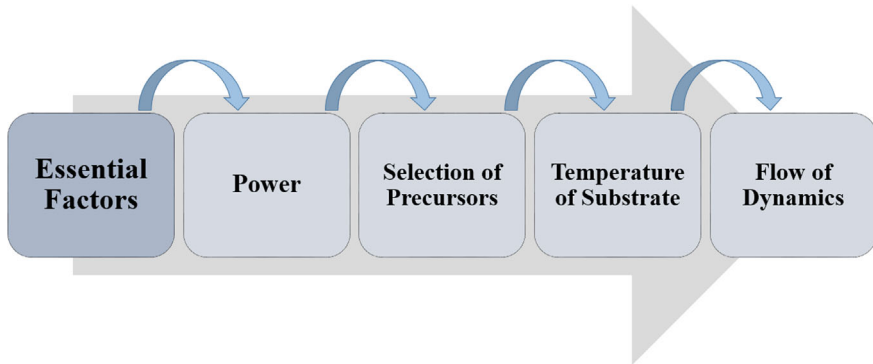 Essential
Factors
Power
Selection of
Precursors
Temperature
of Substrate
Flow of
Dynamics